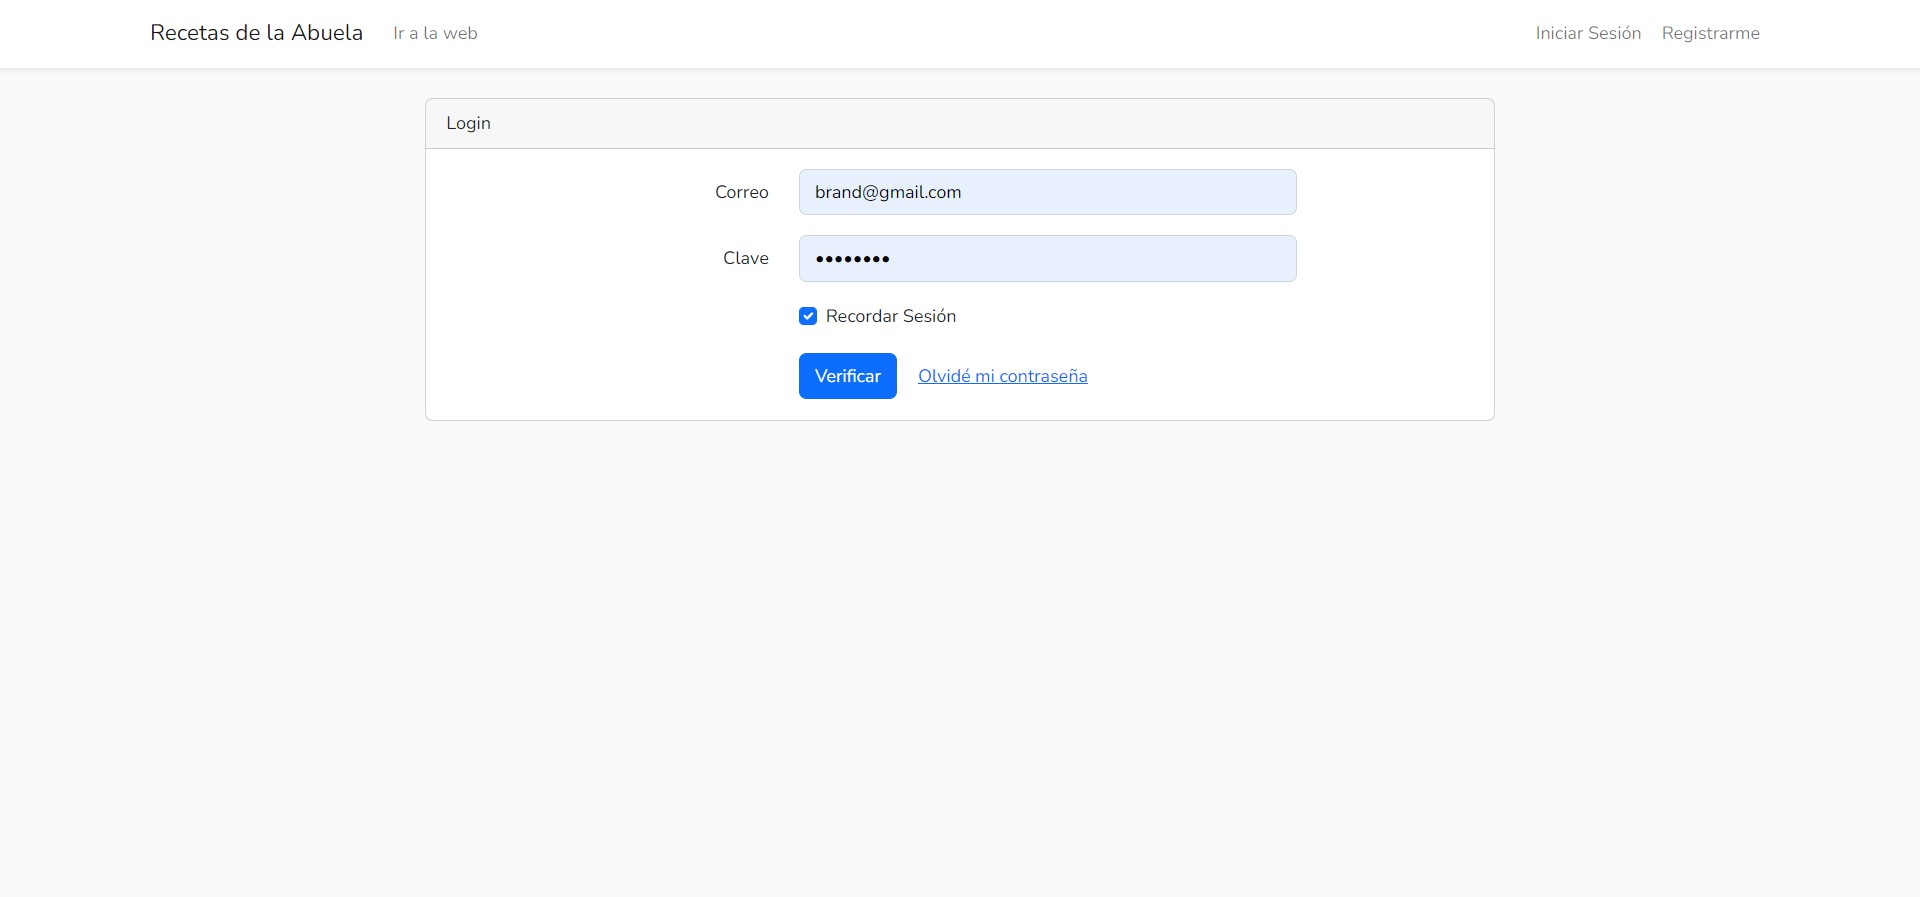 Recetas de la Abuela Ir a la web Iniciar Sesión Registrarme
Login
Correo brand@gmail.com
Clave ••••••••
Recordar Sesión
Verificar Olvidé mi contraseña